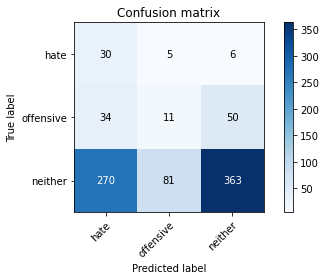 Confusion matrix
hate 30 5 6
offensive 34 11 50
neither 270 81 363
hate offensive neither
True label
Predicted label
350
300
250
200
150
100
50